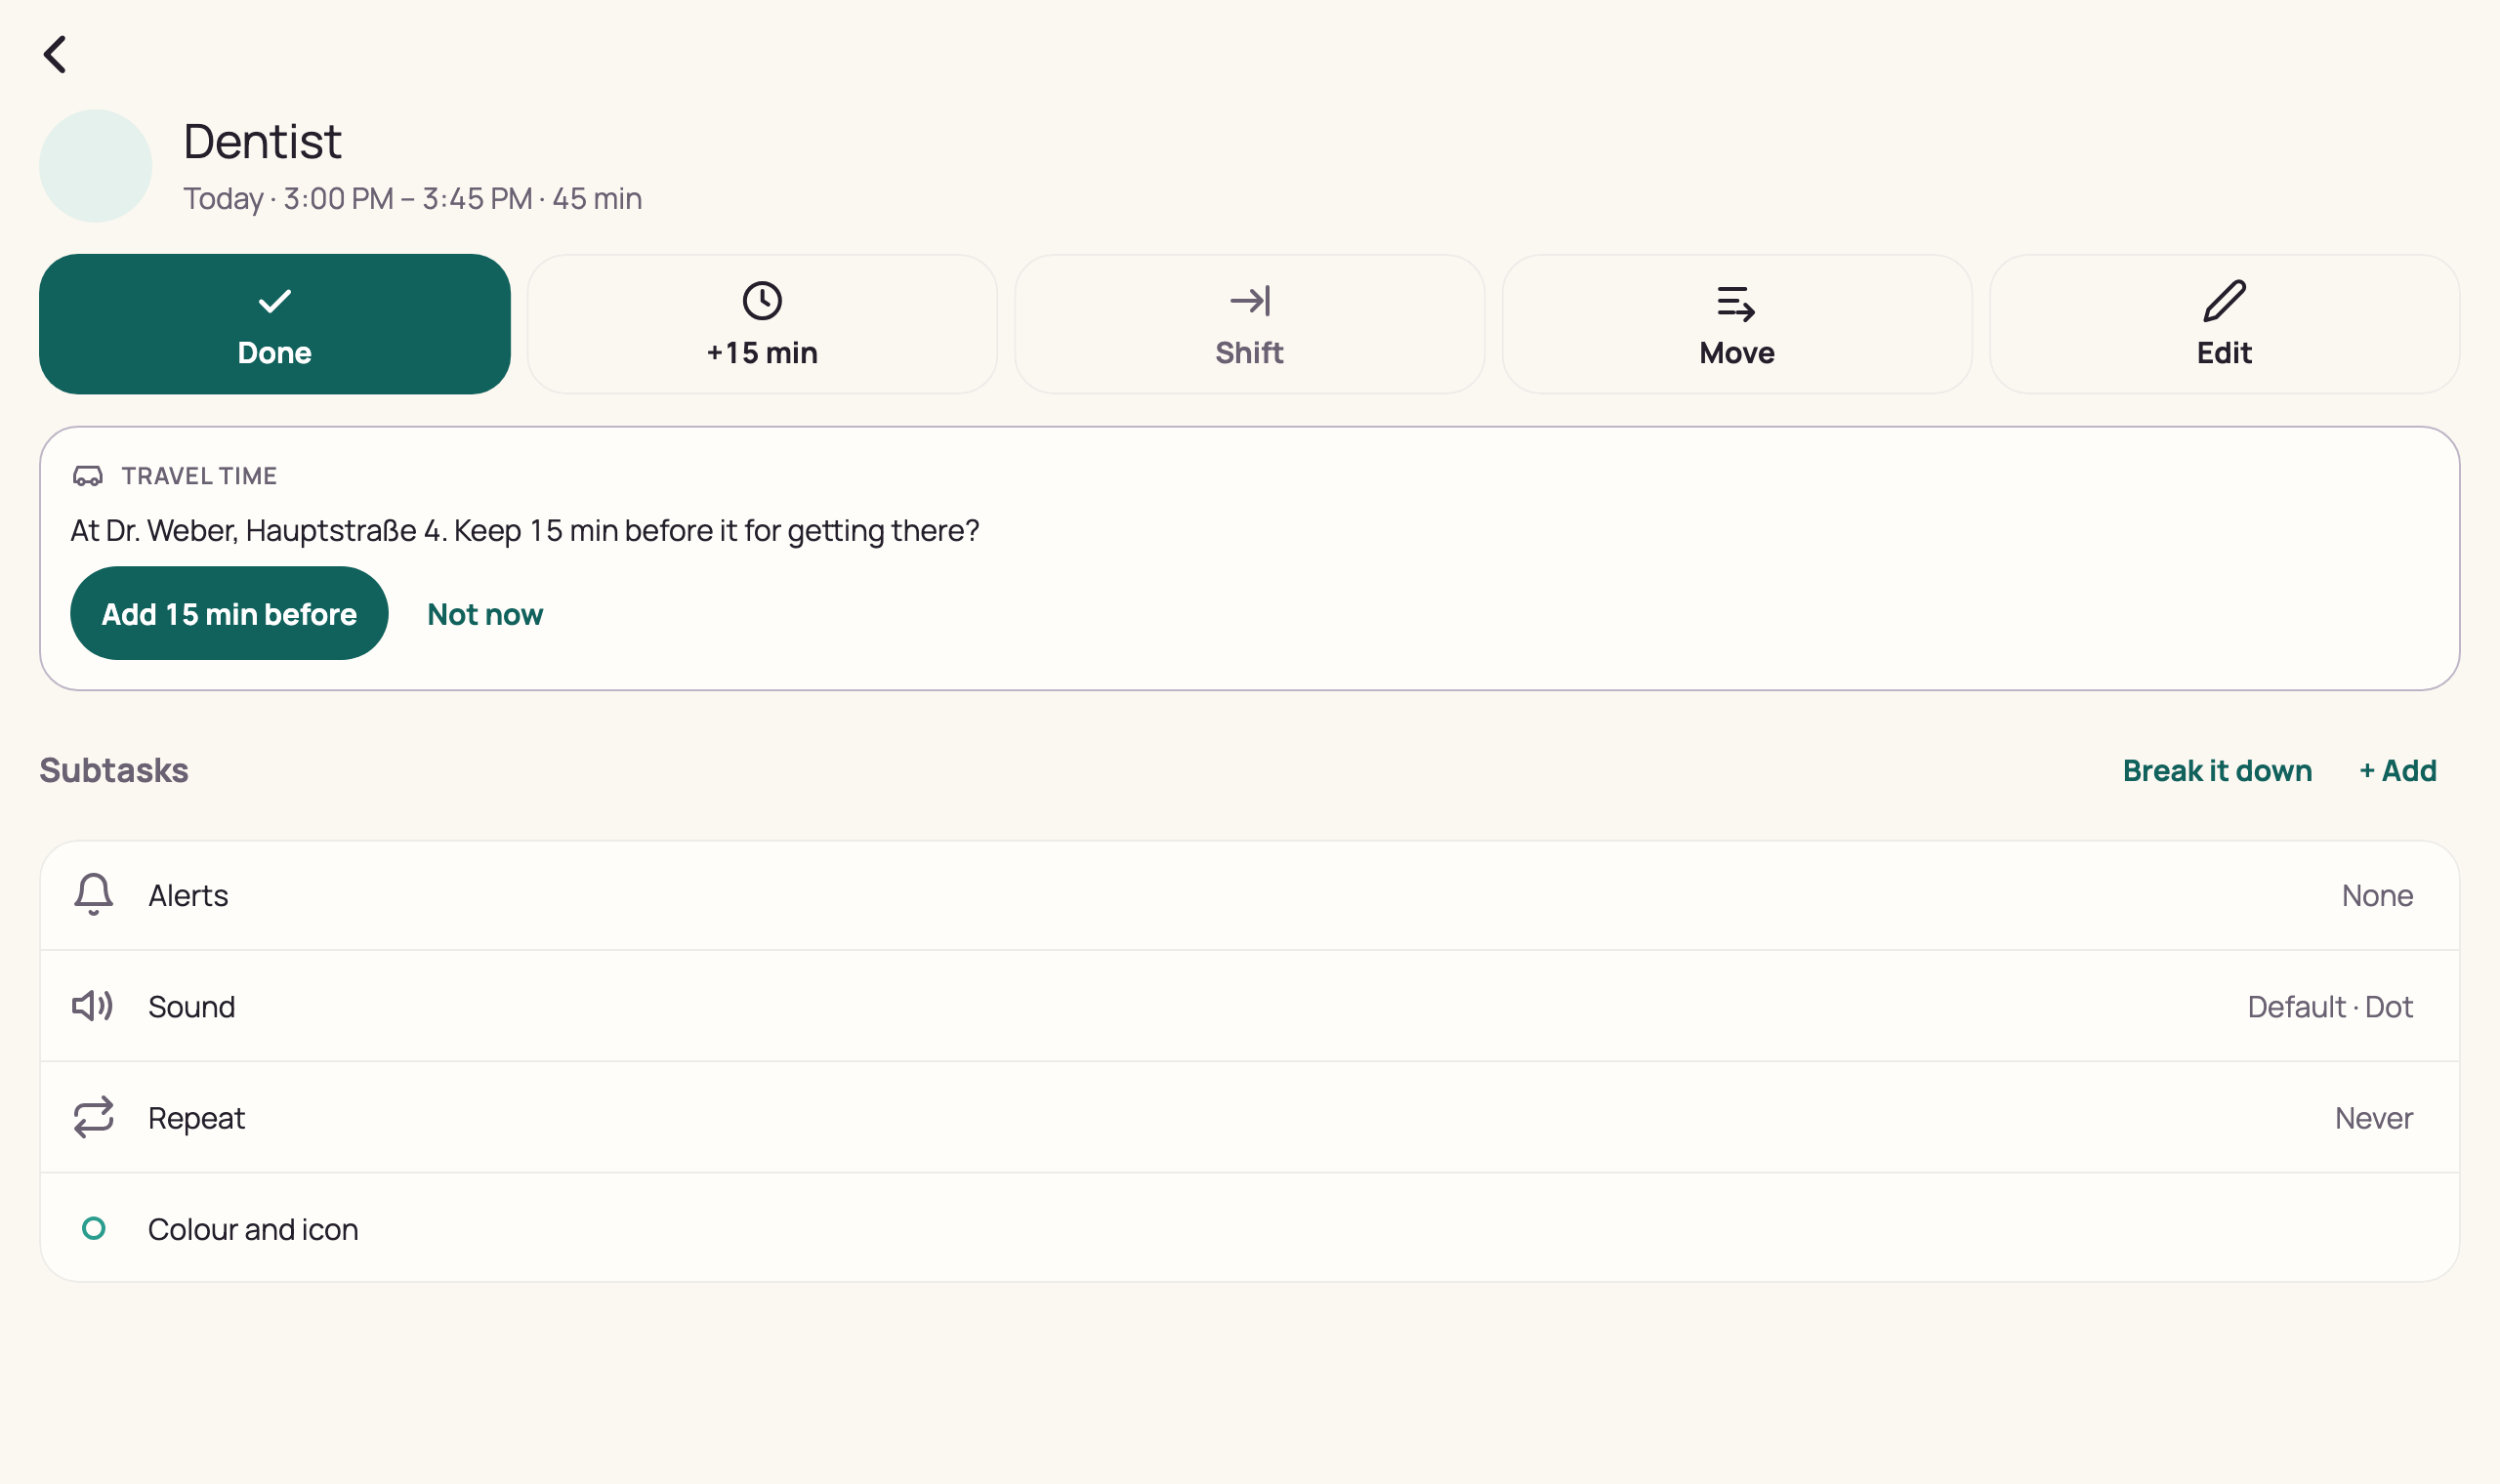 Dentist
Today · 3:00 PM – 3:45 PM · 45 min
Done
+15 min
Shift
Move
Edit
TRAVEL TIME
At Dr. Weber, Hauptstraße 4. Keep 15 min before it for getting there?
Add 15 min before
Not now
Subtasks
Break it down
+ Add
Alerts
None
Sound
Default · Dot
Repeat
Never
Colour and icon